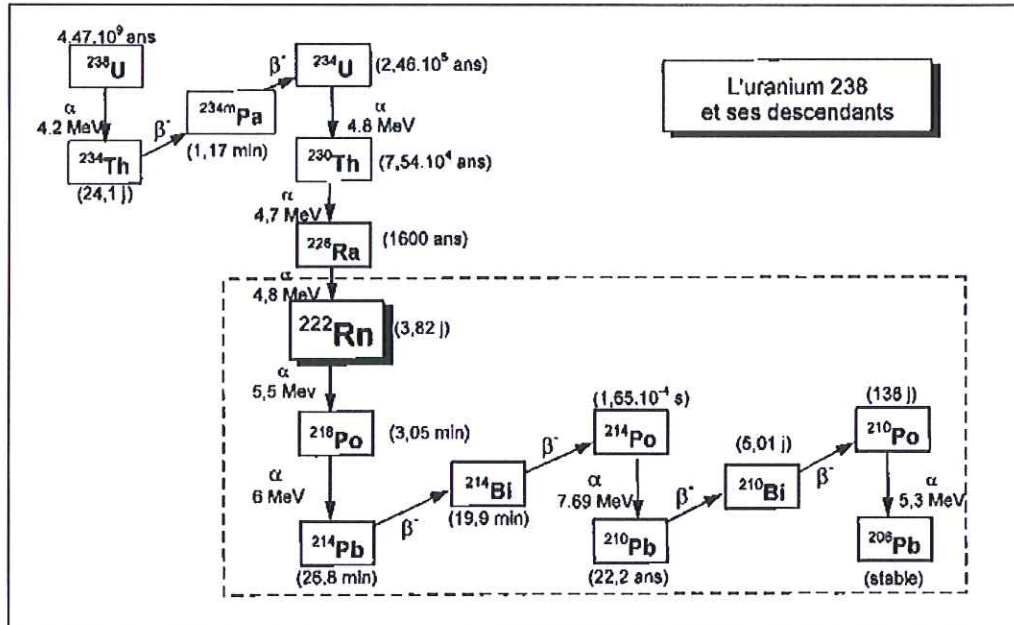 4.47.10⁹ ans
²³⁸U
α
4.2 MeV
²³⁴Th
(24,1 j)
β⁻
²³⁴ᵐPa
(1,17 min)
β⁻
²³⁴U
(2,46.10⁵ ans)
L'uranium 238
et ses descendants
α
4.8 MeV
²³⁰Th
(7,54.10⁴ ans)
α
4,7 MeV
²²⁶Ra
(1600 ans)
α
4,8 MeV
²²²Rn
(3,82 j)
α
5,5 Mev
²¹⁸Po
(3,05 min)
α
6 MeV
²¹⁴Pb
(26,8 min)
β⁻
²¹⁴Bi
(19,9 min)
β⁻
(1,65.10⁻⁴ s)
²¹⁴Po
α
7.69 MeV
²¹⁰Pb
(22,2 ans)
β⁻
(5,01 j)
²¹⁰Bi
β⁻
(138 j)
²¹⁰Po
α
5,3 MeV
²⁰⁶Pb
(stable)